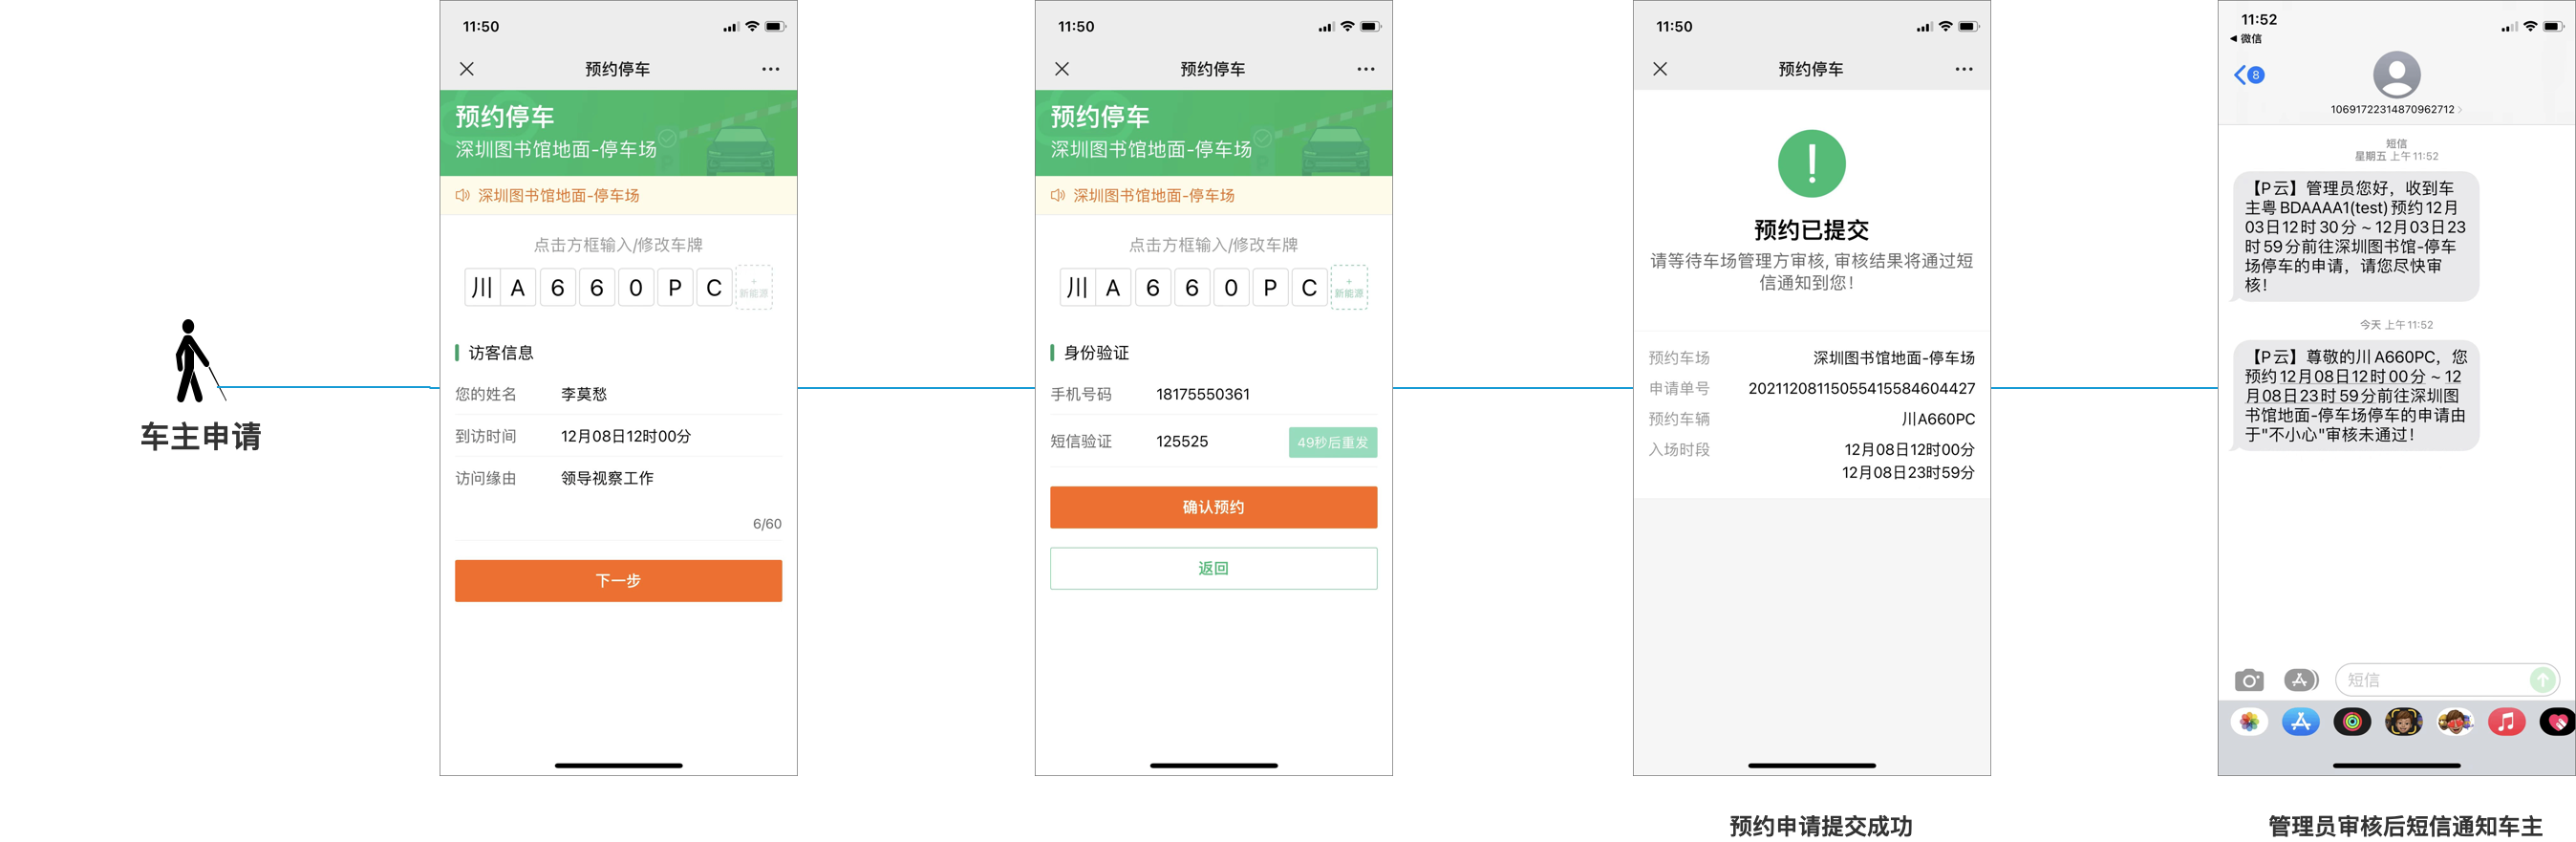 车主申请
11:50
预约停车
预约停车
深圳图书馆地面-停车场
深圳图书馆地面-停车场
点击方框输入/修改车牌
川 A 6 6 0 P C
+
新能源
访客信息
您的姓名 李莫愁
到访时间 12月08日12时00分
访问缘由 领导视察工作
6/60
下一步
11:50
预约停车
预约停车
深圳图书馆地面-停车场
深圳图书馆地面-停车场
点击方框输入/修改车牌
川 A 6 6 0 P C
+
新能源
身份验证
手机号码 18175550361
短信验证 125525 49秒后重发
确认预约
返回
11:50
预约停车
预约已提交
请等待车场管理方审核, 审核结果将通过短
信通知到您！
预约车场 深圳图书馆地面-停车场
申请单号 20211208115055415584604427
预约车辆 川A660PC
入场时段 12月08日12时00分
12月08日23时59分
预约申请提交成功
11:52
微信
8
10691722314870962712
短信
星期五 上午11:52
【P云】管理员您好，收到车
主粤BDAAAA1(test)预约12月
03日12时30分～12月03日23
时59分前往深圳图书馆-停车
场停车的申请，请您尽快审
核！
今天 上午11:52
【P云】尊敬的川A660PC，您
预约12月08日12时00分～12
月08日23时59分前往深圳图
书馆地面-停车场停车的申请由
于"不小心"审核未通过！
短信
管理员审核后短信通知车主